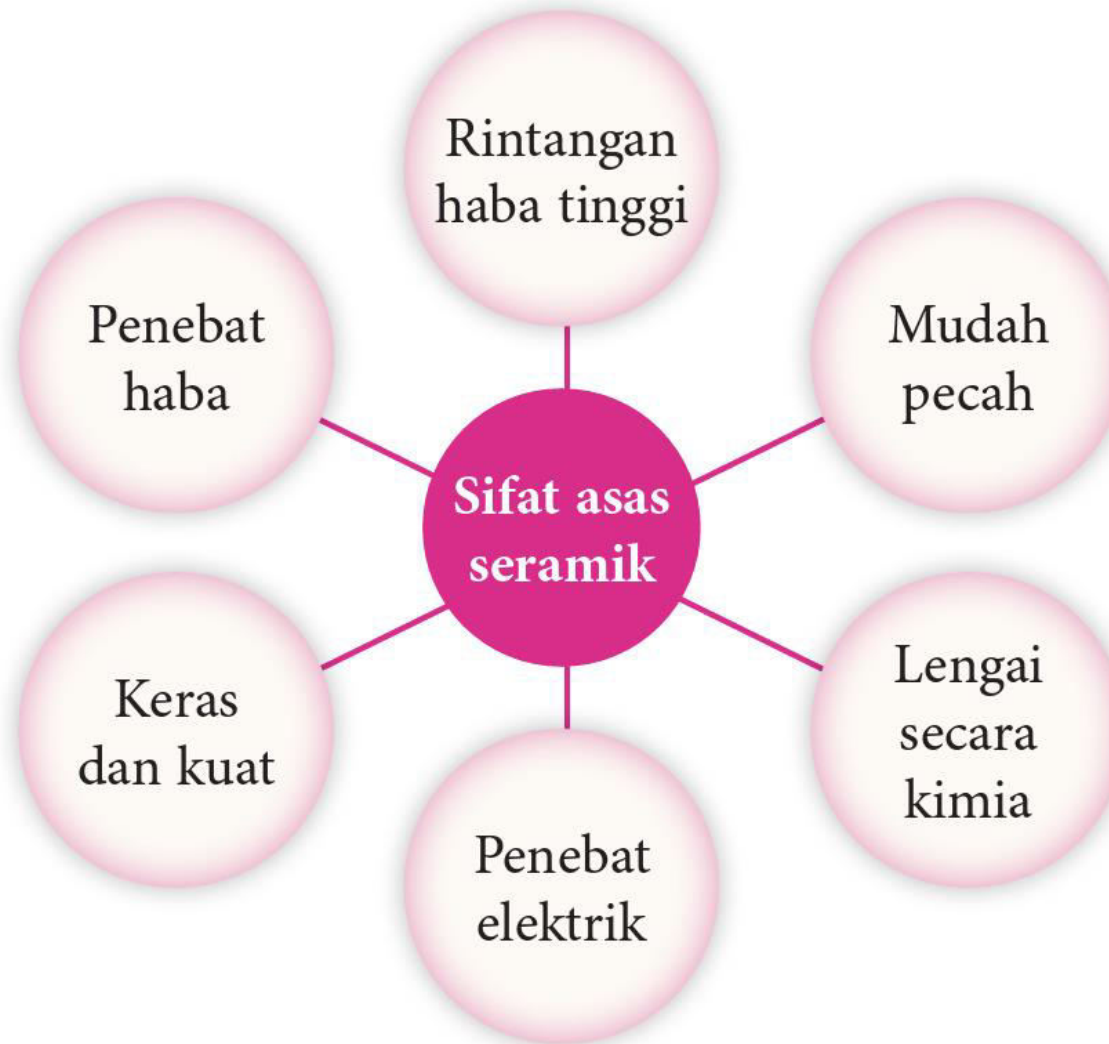 Rintangan
haba tinggi
Penebat
haba
Mudah
pecah
Sifat asas
seramik
Keras
dan kuat
Lengai
secara
kimia
Penebat
elektrik